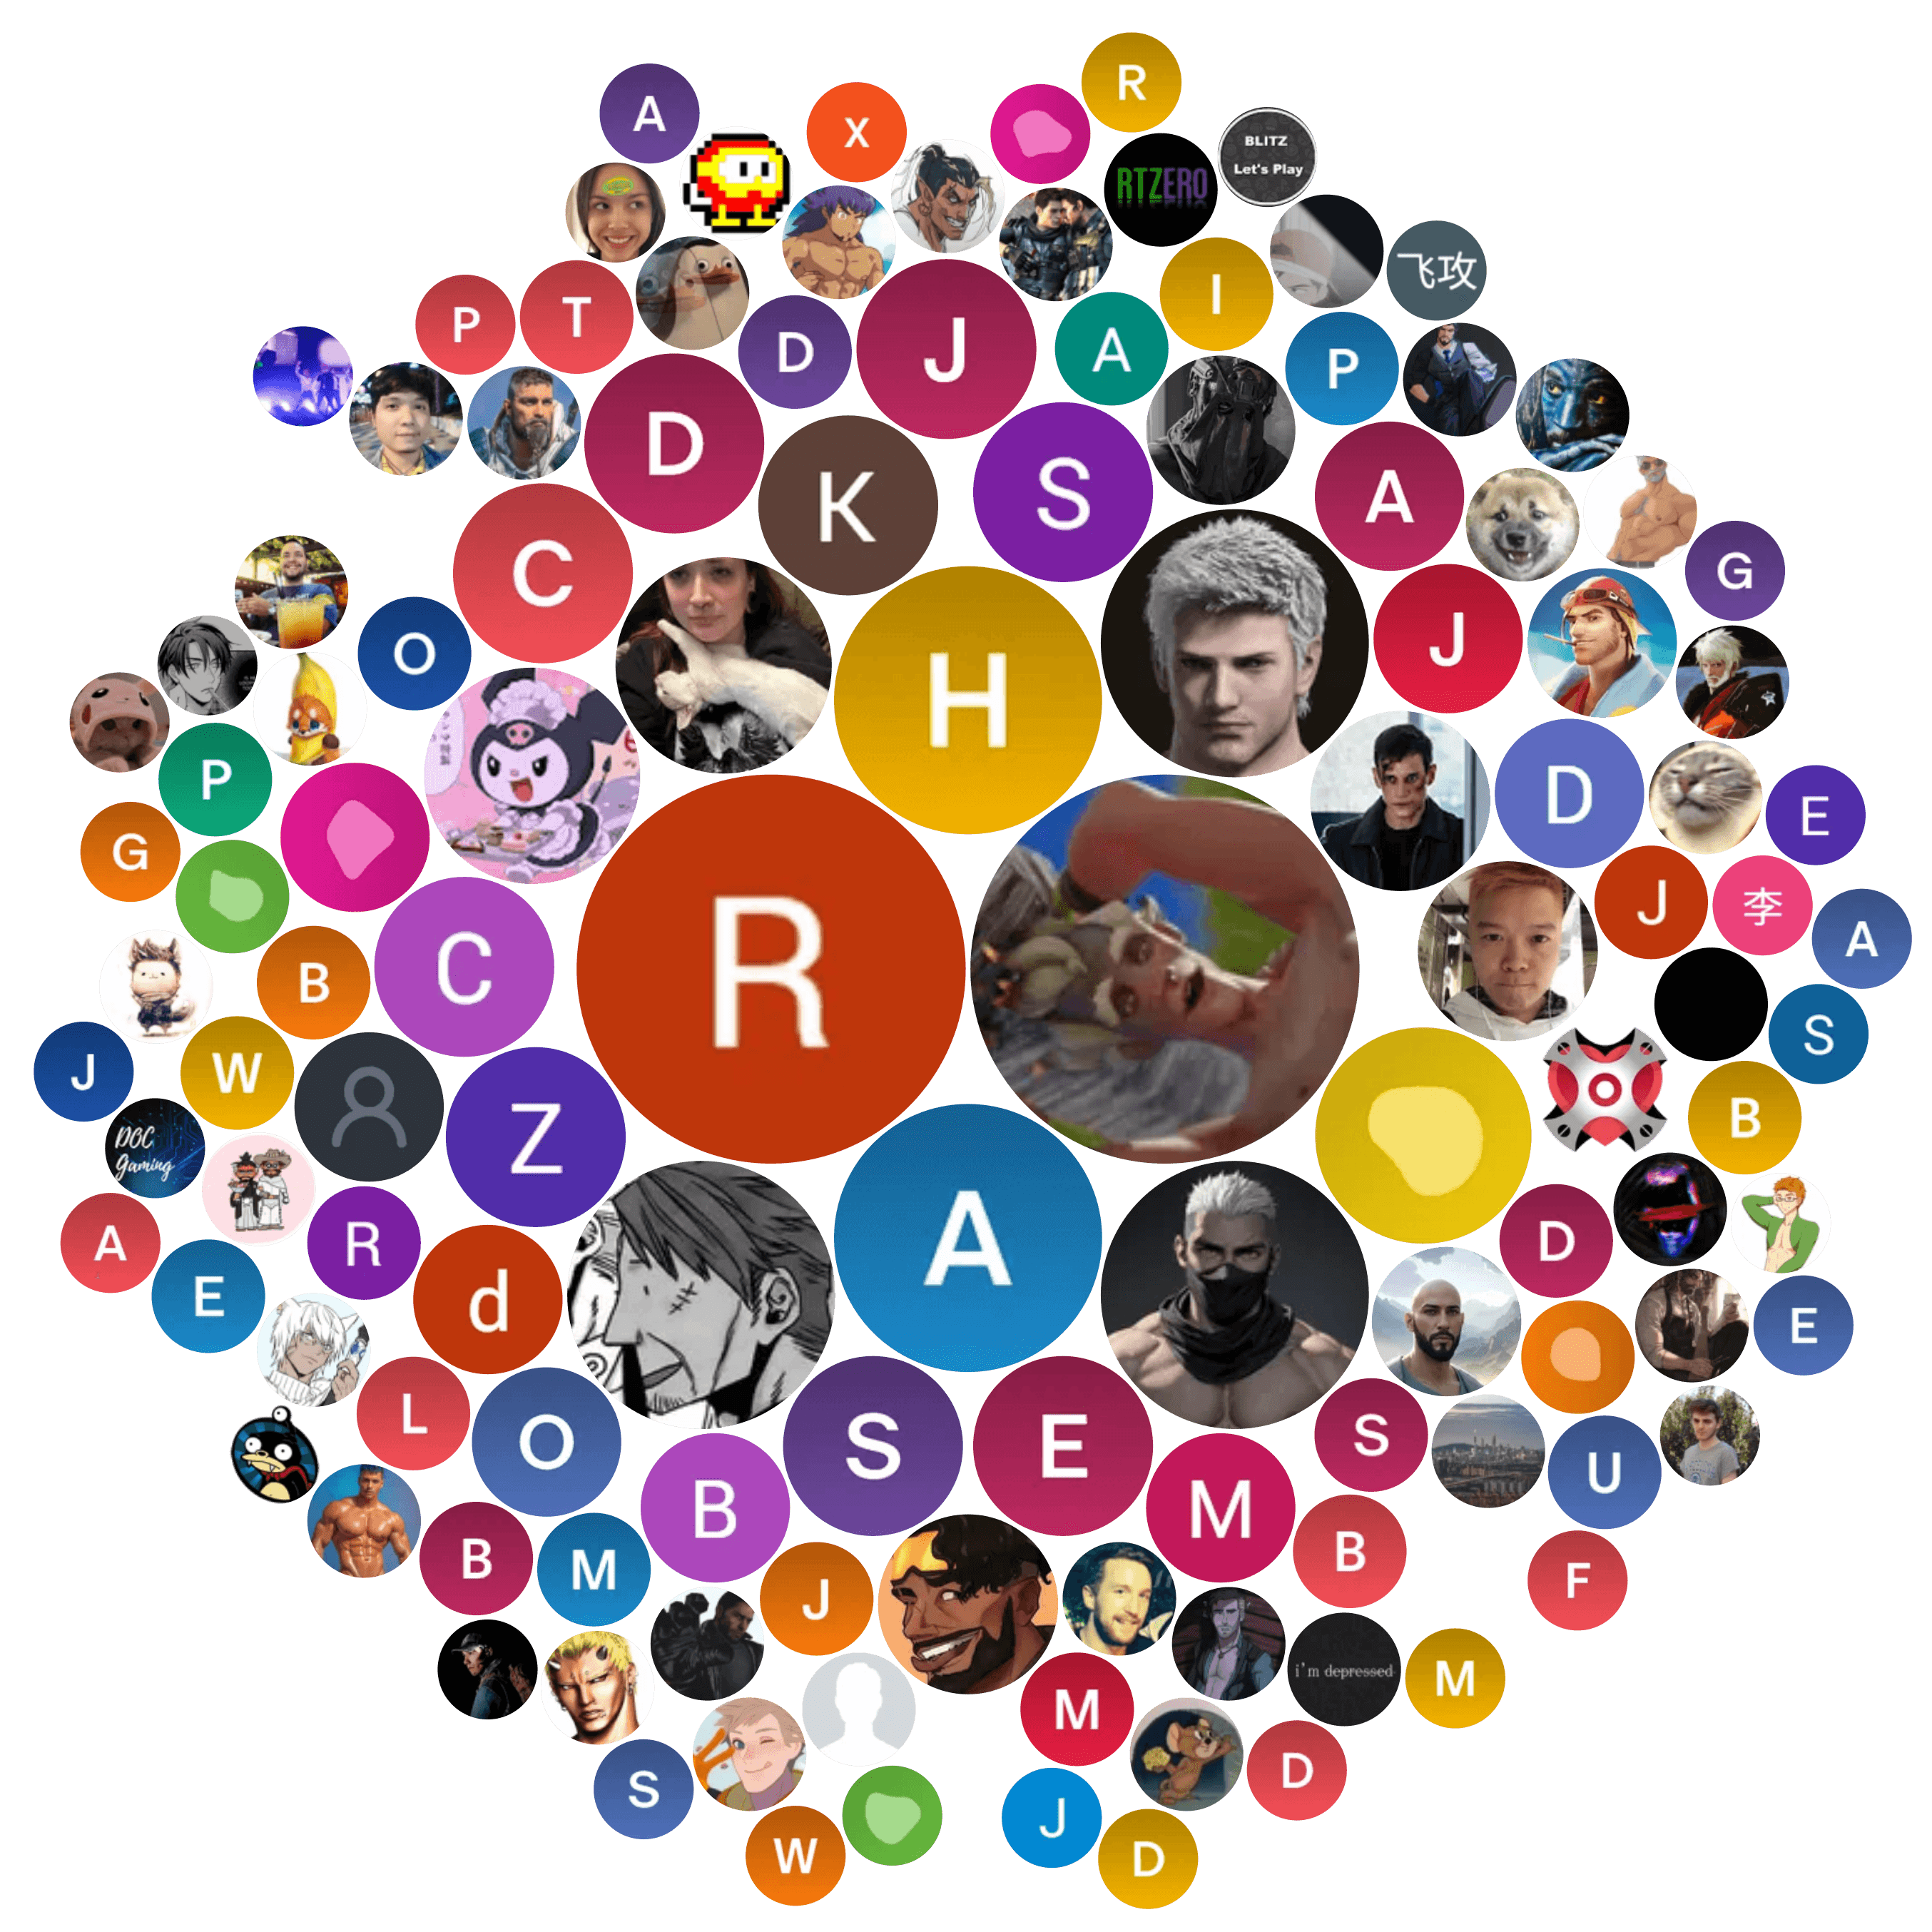 R
A
X
BLITZ
Let's Play
RTZERO
飞攻
I
P
T
D
J
A
P
D
K
S
A
C
G
O
H
J
P
D
E
G
R
J
李
A
C
B
S
J
W
Z
B
DOC
Gaming
A
R
A
D
E
d
E
L
O
S
E
S
U
B
M
B
M
B
F
J
i'm depressed
M
M
D
S
J
W
D